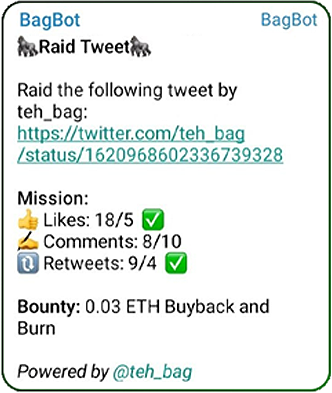 BagBot BagBot
🦍Raid Tweet🦍
Raid the following tweet by
teh_bag:
https://twitter.com/teh_bag
/status/1620968602336739328
Mission:
👍 Likes: 18/5 ✅
✍️ Comments: 8/10
🔃 Retweets: 9/4 ✅
Bounty: 0.03 ETH Buyback and
Burn
Powered by @teh_bag